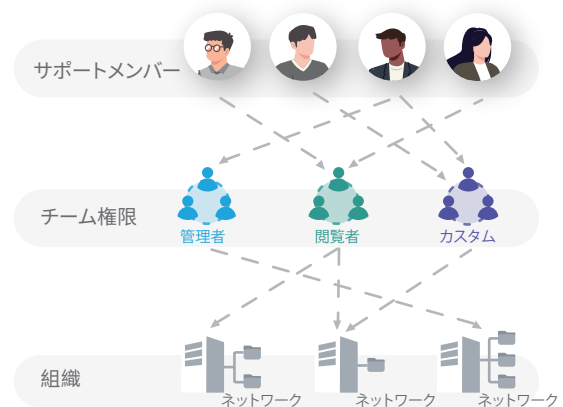 サポートメンバー
チーム権限
管理者
閲覧者
カスタム
組織
ネットワーク
ネットワーク
ネットワーク